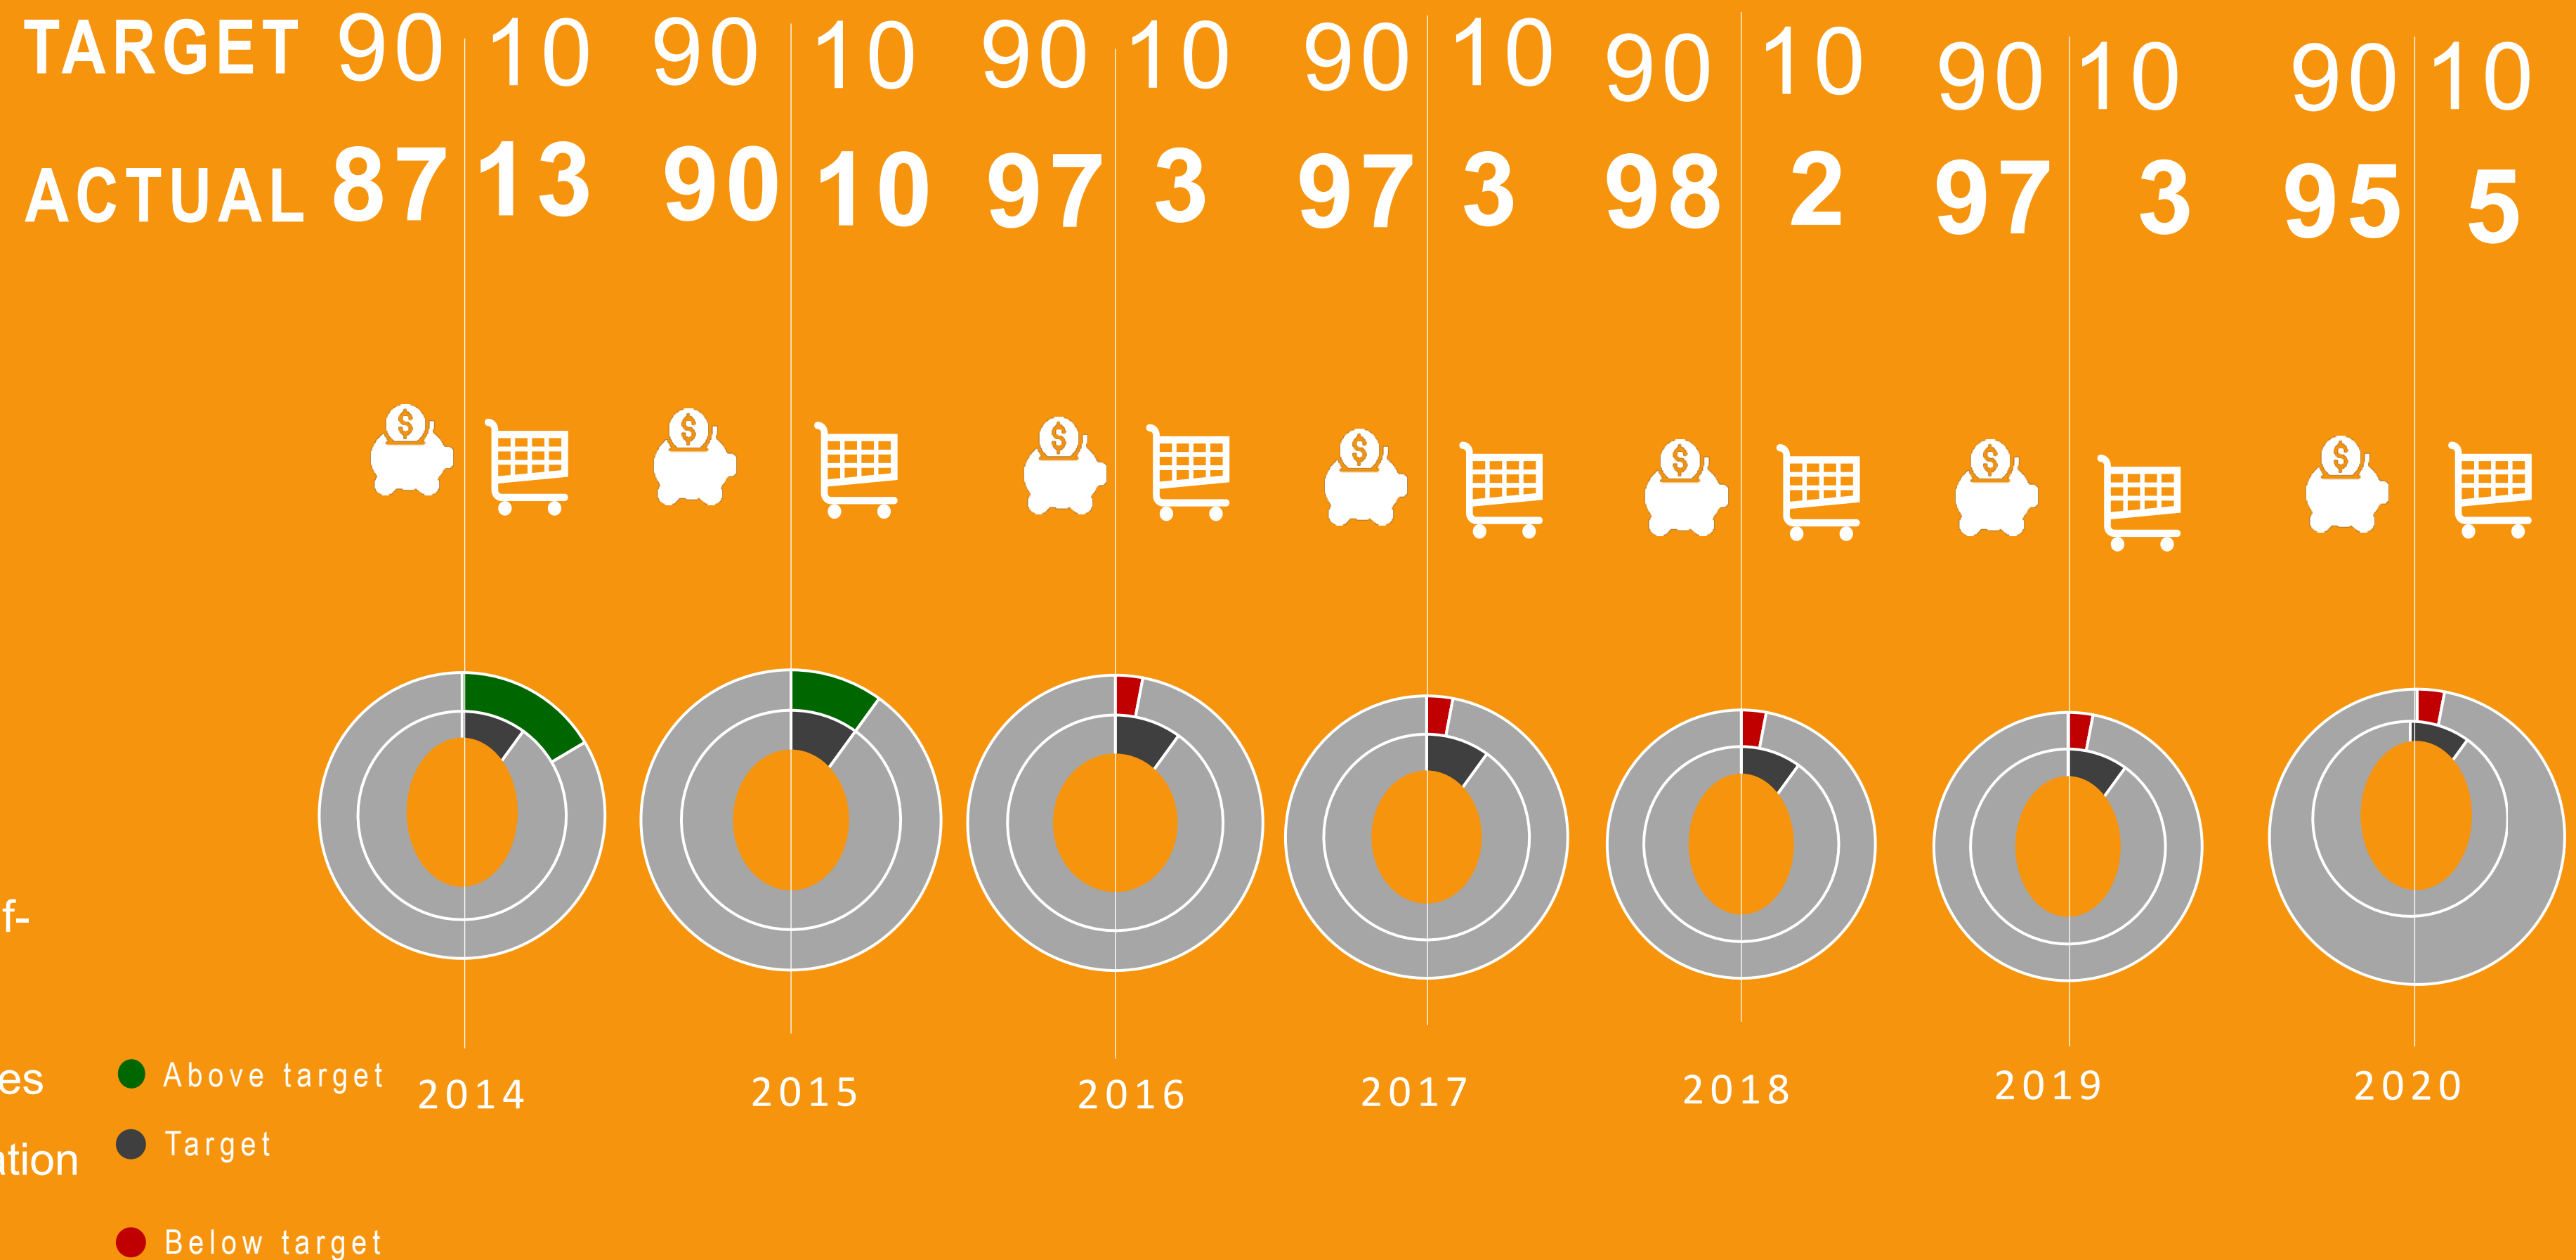 TARGET 90 10 90 10 90 10 90 10 90 10 90 10 90 10
ACTUAL 87 13 90 10 97 3 97 3 98 2 97 3 95 5
$ $ $ $ $ $ $
f-
es
Above target
2014 2015 2016 2017 2018 2019 2020
Target
ation
Below target